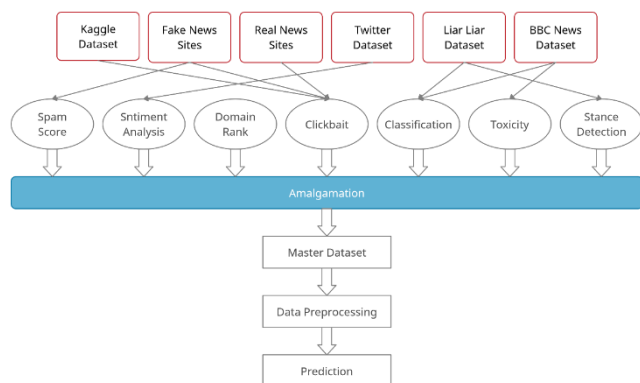 Kaggle
Dataset
Fake News
Sites
Real News
Sites
Twitter
Dataset
Liar Liar
Dataset
BBC News
Dataset
Spam
Score
Sntiment
Analysis
Domain
Rank
Clickbait
Classification
Toxicity
Stance
Detection
Amalgamation
Master Dataset
Data Preprocessing
Prediction